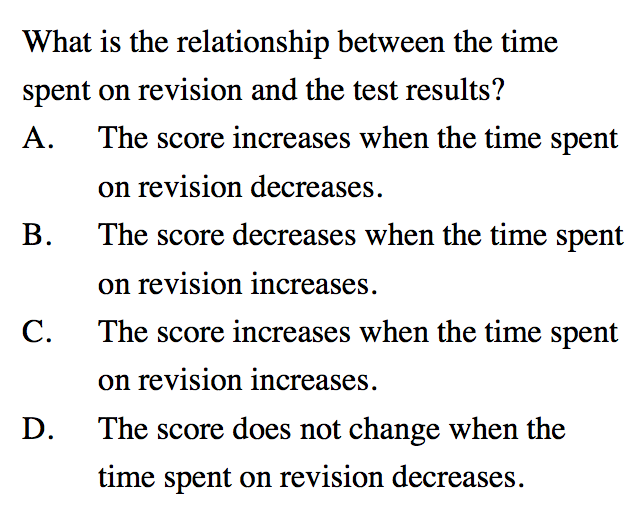 What is the relationship between the time
spent on revision and the test results?
A. The score increases when the time spent
on revision decreases.
B. The score decreases when the time spent
on revision increases.
C. The score increases when the time spent
on revision increases.
D. The score does not change when the
time spent on revision decreases.